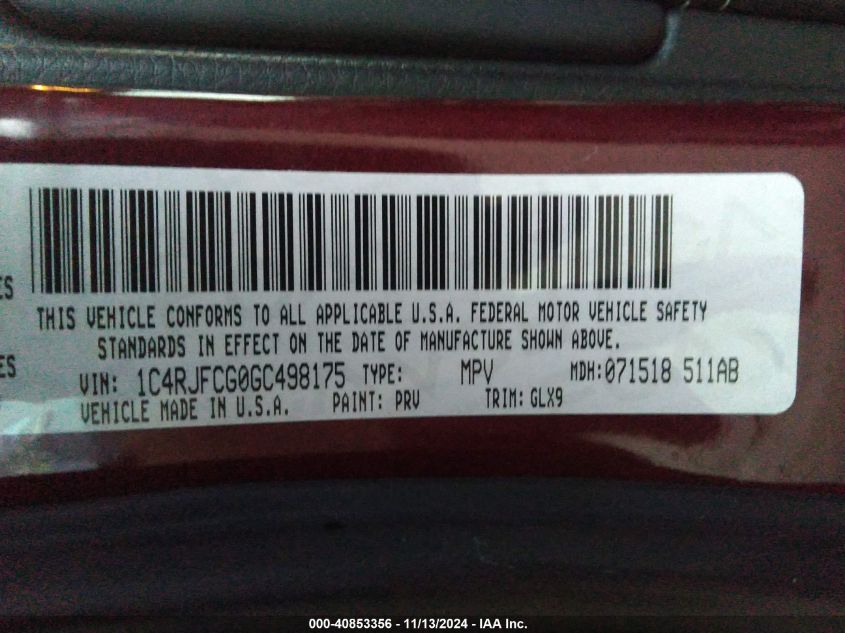 ES
THIS VEHICLE CONFORMS TO ALL APPLICABLE U.S.A. FEDERAL MOTOR VEHICLE SAFETY
STANDARDS IN EFFECT ON THE DATE OF MANUFACTURE SHOWN ABOVE.
ES
VIN: 1C4RJFCG0GC498175 TYPE: MPV MDH:071518 511AB
VEHICLE MADE IN U.S.A. PAINT: PRV TRIM: GLX9
000-40853356 - 11/13/2024 - IAA Inc.